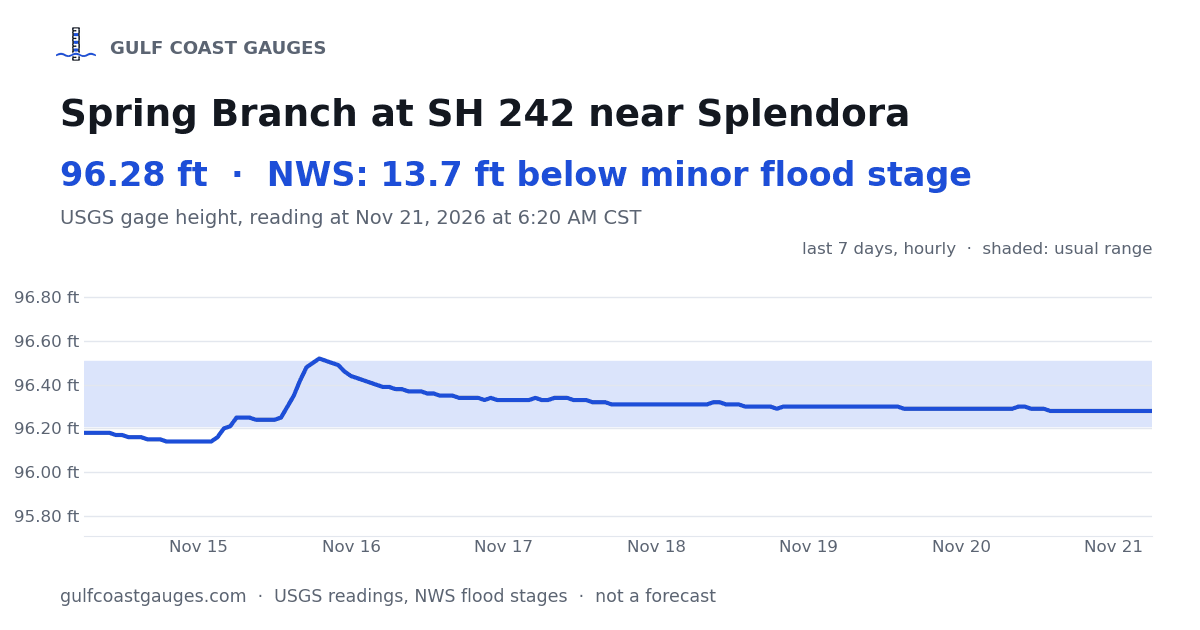 GULF COAST GAUGES
Spring Branch at SH 242 near Splendora
96.28 ft · NWS: 13.7 ft below minor flood stage
USGS gage height, reading at Nov 21, 2026 at 6:20 AM CST
last 7 days, hourly · shaded: usual range
96.80 ft
96.60 ft
96.40 ft
96.20 ft
96.00 ft
95.80 ft
Nov 15 Nov 16 Nov 17 Nov 18 Nov 19 Nov 20 Nov 21
gulfcoastgauges.com · USGS readings, NWS flood stages · not a forecast